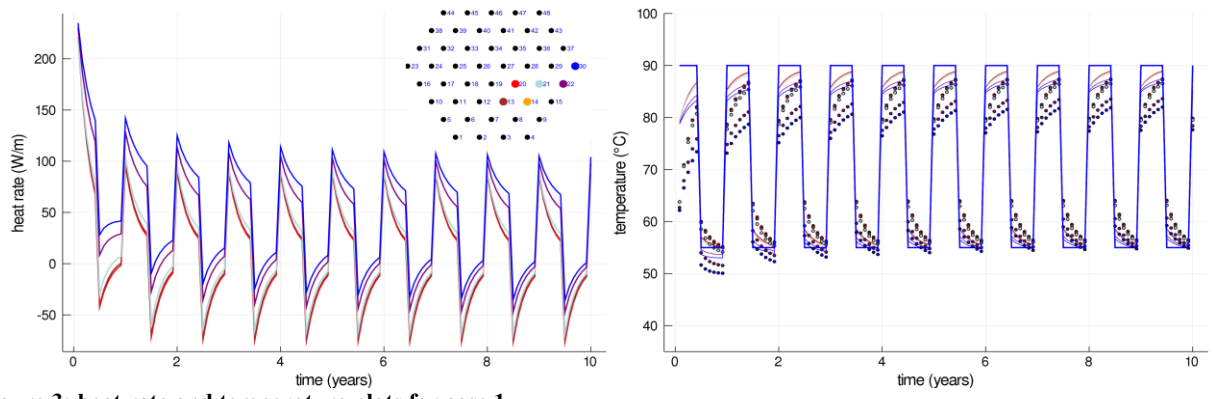 heat rate (W/m)
200
150
100
50
0
-50
0 2 4 6 8 10
time (years)
44 45 46 47 48
38 39 40 41 42 43
31 32 33 34 35 36 37
23 24 25 26 27 28 29 30
16 17 18 19 20 21 22
10 11 12 13 14 15
5 6 7 8 9
1 2 3 4
temperature (°C)
100
90
80
70
60
50
40
0 2 4 6 8 10
time (years)
heat rate and temperature plots for case 1